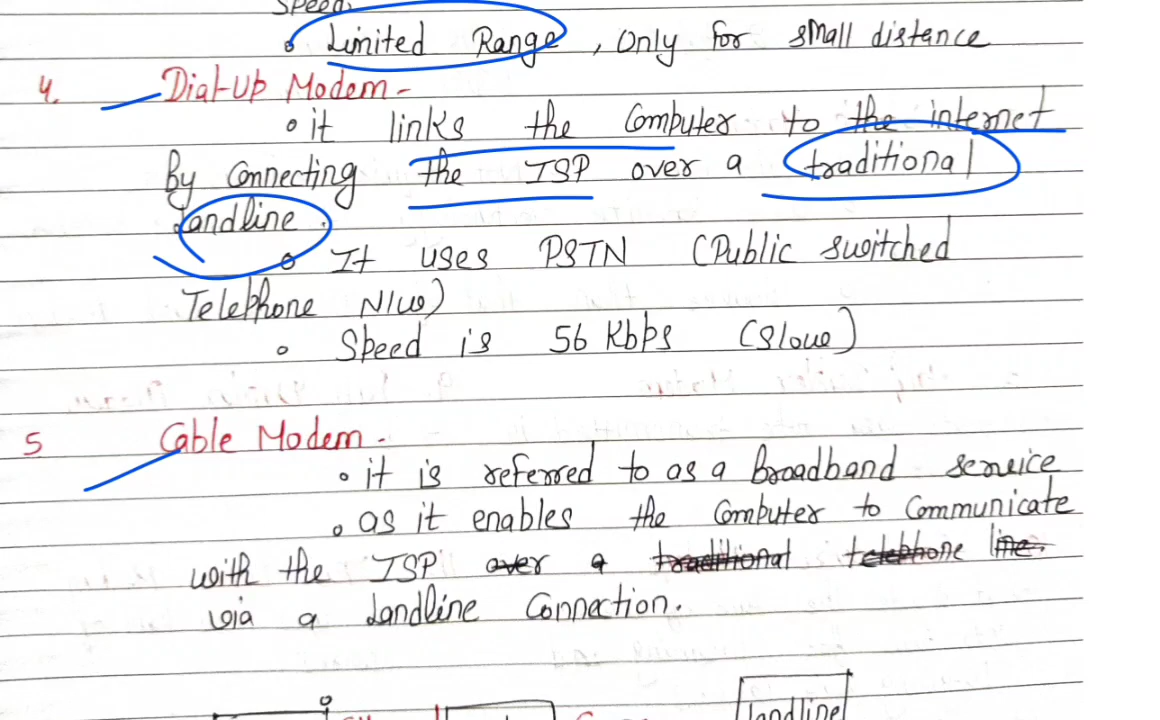 Speed.
◦ Limited Range, Only for small distance
4. Dial-Up Modem -
◦ it links the Computer to the internet
By Connecting the ISP over a traditional
Landline.
◦ It uses PSTN (Public switched
Telephone N/w)
◦ Speed is 56 Kbps (Slow)
5 Cable Modem -
◦ it is referred to as a Broadband service
◦ as it enables the Computer to Communicate
with the ISP over a traditional telephone line.
via a Landline Connection.
landline